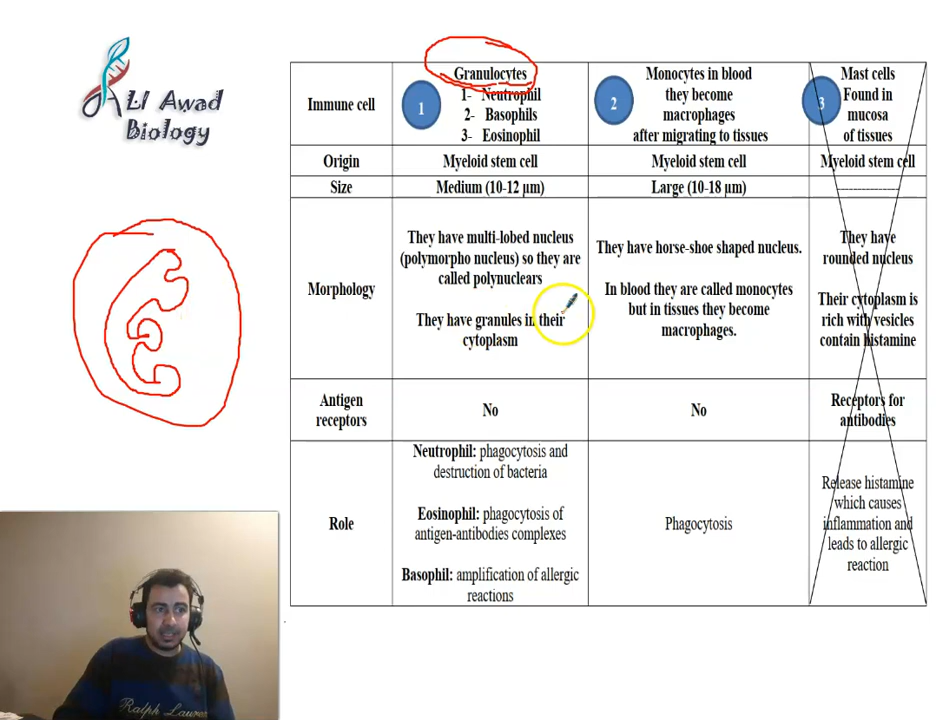 ALI Awad
Biology
Immune cell
1
Granulocytes
1- Neutrophil
2- Basophils
3- Eosinophil
2
Monocytes in blood
they become
macrophages
after migrating to tissues
3
Mast cells
Found in
mucosa
of tissues
Origin
Myeloid stem cell
Myeloid stem cell
Myeloid stem cell
Size
Medium (10-12 µm)
Large (10-18 µm)
---------------
Morphology
They have multi-lobed nucleus
(polymorpho nucleus) so they are
called polynuclears
They have granules in their
cytoplasm
They have horse-shoe shaped nucleus.
In blood they are called monocytes
but in tissues they become
macrophages.
They have
rounded nucleus
Their cytoplasm is
rich with vesicles
contain histamine
Antigen
receptors
No
No
Receptors for
antibodies
Role
Neutrophil: phagocytosis and
destruction of bacteria
Eosinophil: phagocytosis of
antigen-antibodies complexes
Basophil: amplification of allergic
reactions
Phagocytosis
Release histamine
which causes
inflammation and
leads to allergic
reaction
Ralph Lauren